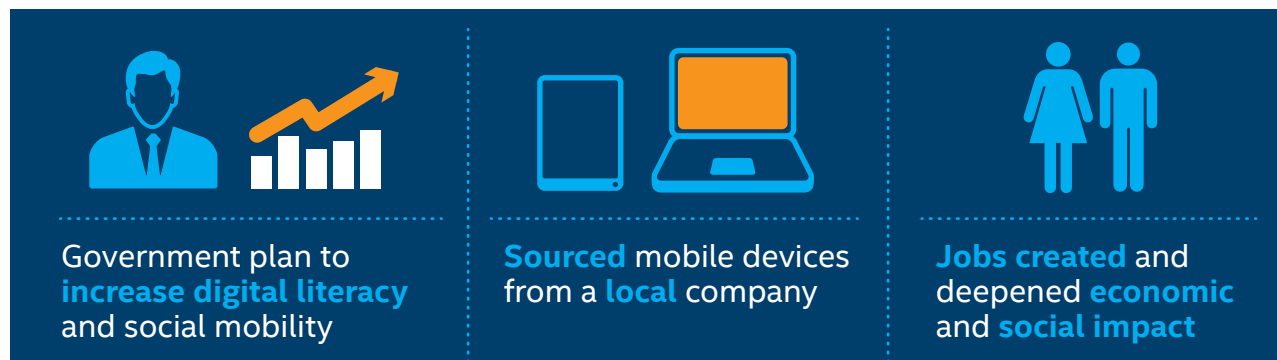 Government plan to
increase digital literacy
and social mobility
Sourced mobile devices
from a local company
Jobs created and
deepened economic
and social impact